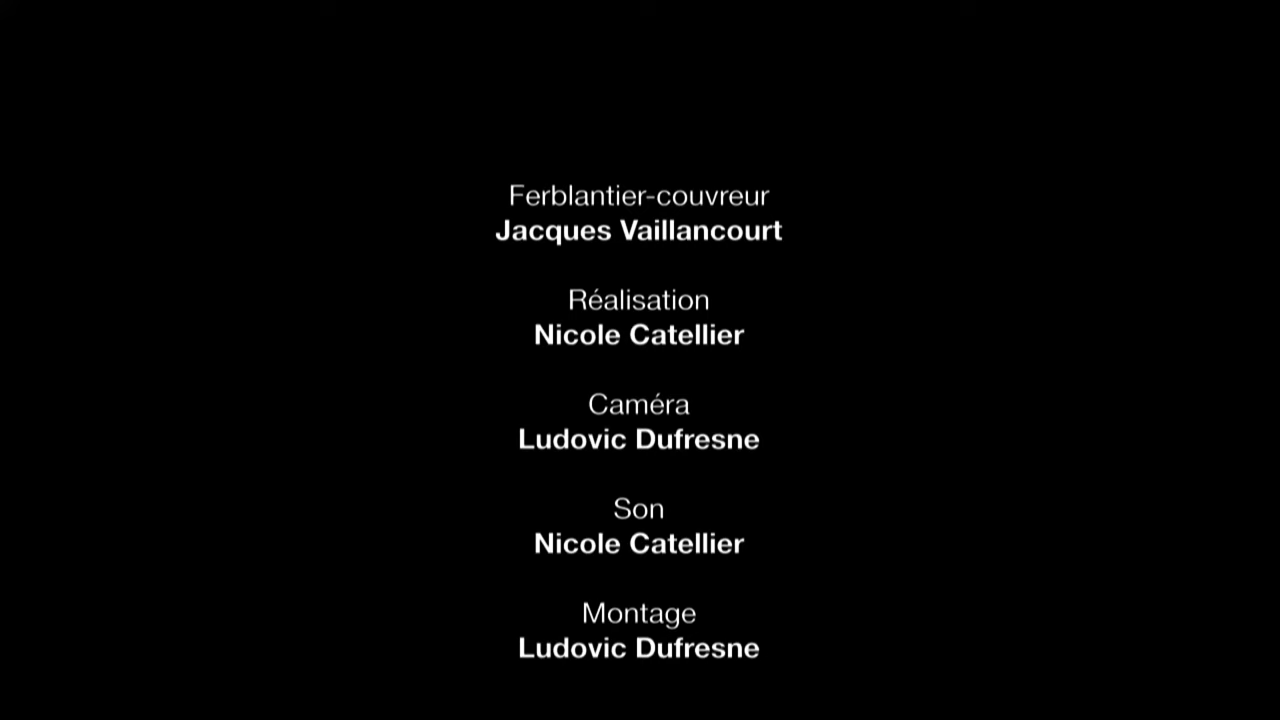 Ferblantier-couvreur
Jacques Vaillancourt
Réalisation
Nicole Catellier
Caméra
Ludovic Dufresne
Son
Nicole Catellier
Montage
Ludovic Dufresne